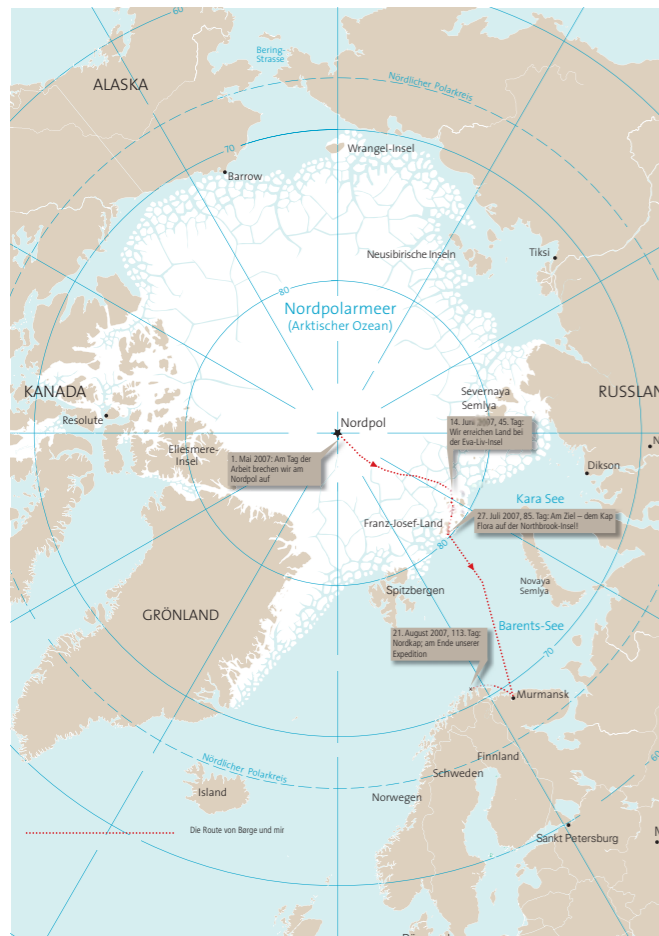 60
Bering-
Strasse
ALASKA
Nördlicher Polarkreis
70
Wrangel-Insel
Barrow
Neusibirische Inseln
Tiksi
80
Nordpolarmeer
(Arktischer Ozean)
KANADA
Severnaya
Semlya
RUSSLAN
Resolute
Nordpol
14. Juni 2007, 45. Tag:
Wir erreichen Land bei
der Eva-Liv-Insel
N
Ellesmere-
Insel
1. Mai 2007: Am Tag der
Arbeit brechen wir am
Nordpol auf
Dikson
Kara See
Franz-Josef-Land
27. Juli 2007, 85. Tag: Am Ziel – dem Kap
Flora auf der Northbrook-Insel!!
80
Spitzbergen
Novaya
Semlya
GRÖNLAND
Barents-See
21. August 2007, 113. Tag:
Nordkap; am Ende unserer
Expedition
70
Murmansk
Nördlicher Polarkreis
Finnland
60
Schweden
Island
Norwegen
Die Route von Børge und mir
Sankt Petersburg
M